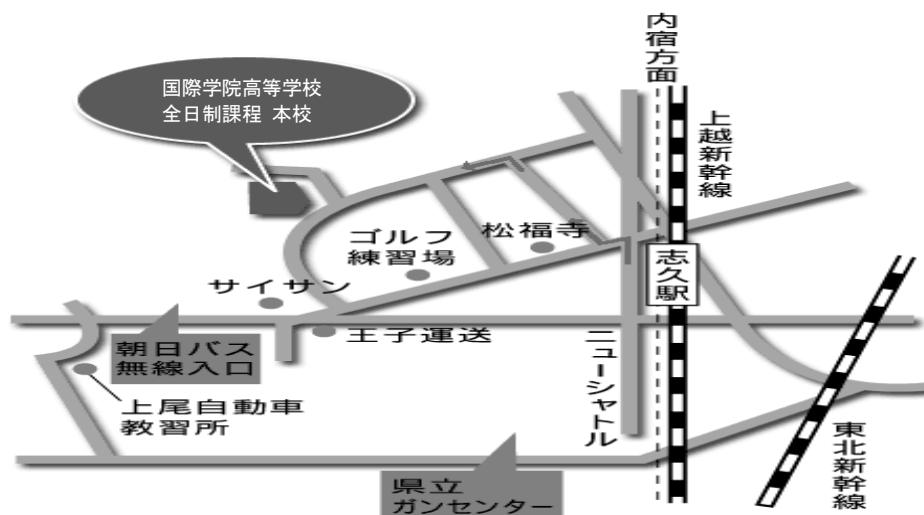 内宿方面
国際学院高等学校
全日制課程 本校
上越新幹線
松福寺
ゴルフ
練習場
志久駅
サイサン
王子運送
朝日バス
無線入口
ニューシャトル
上尾自動車
教習所
東北新幹線
県立
ガンセンター